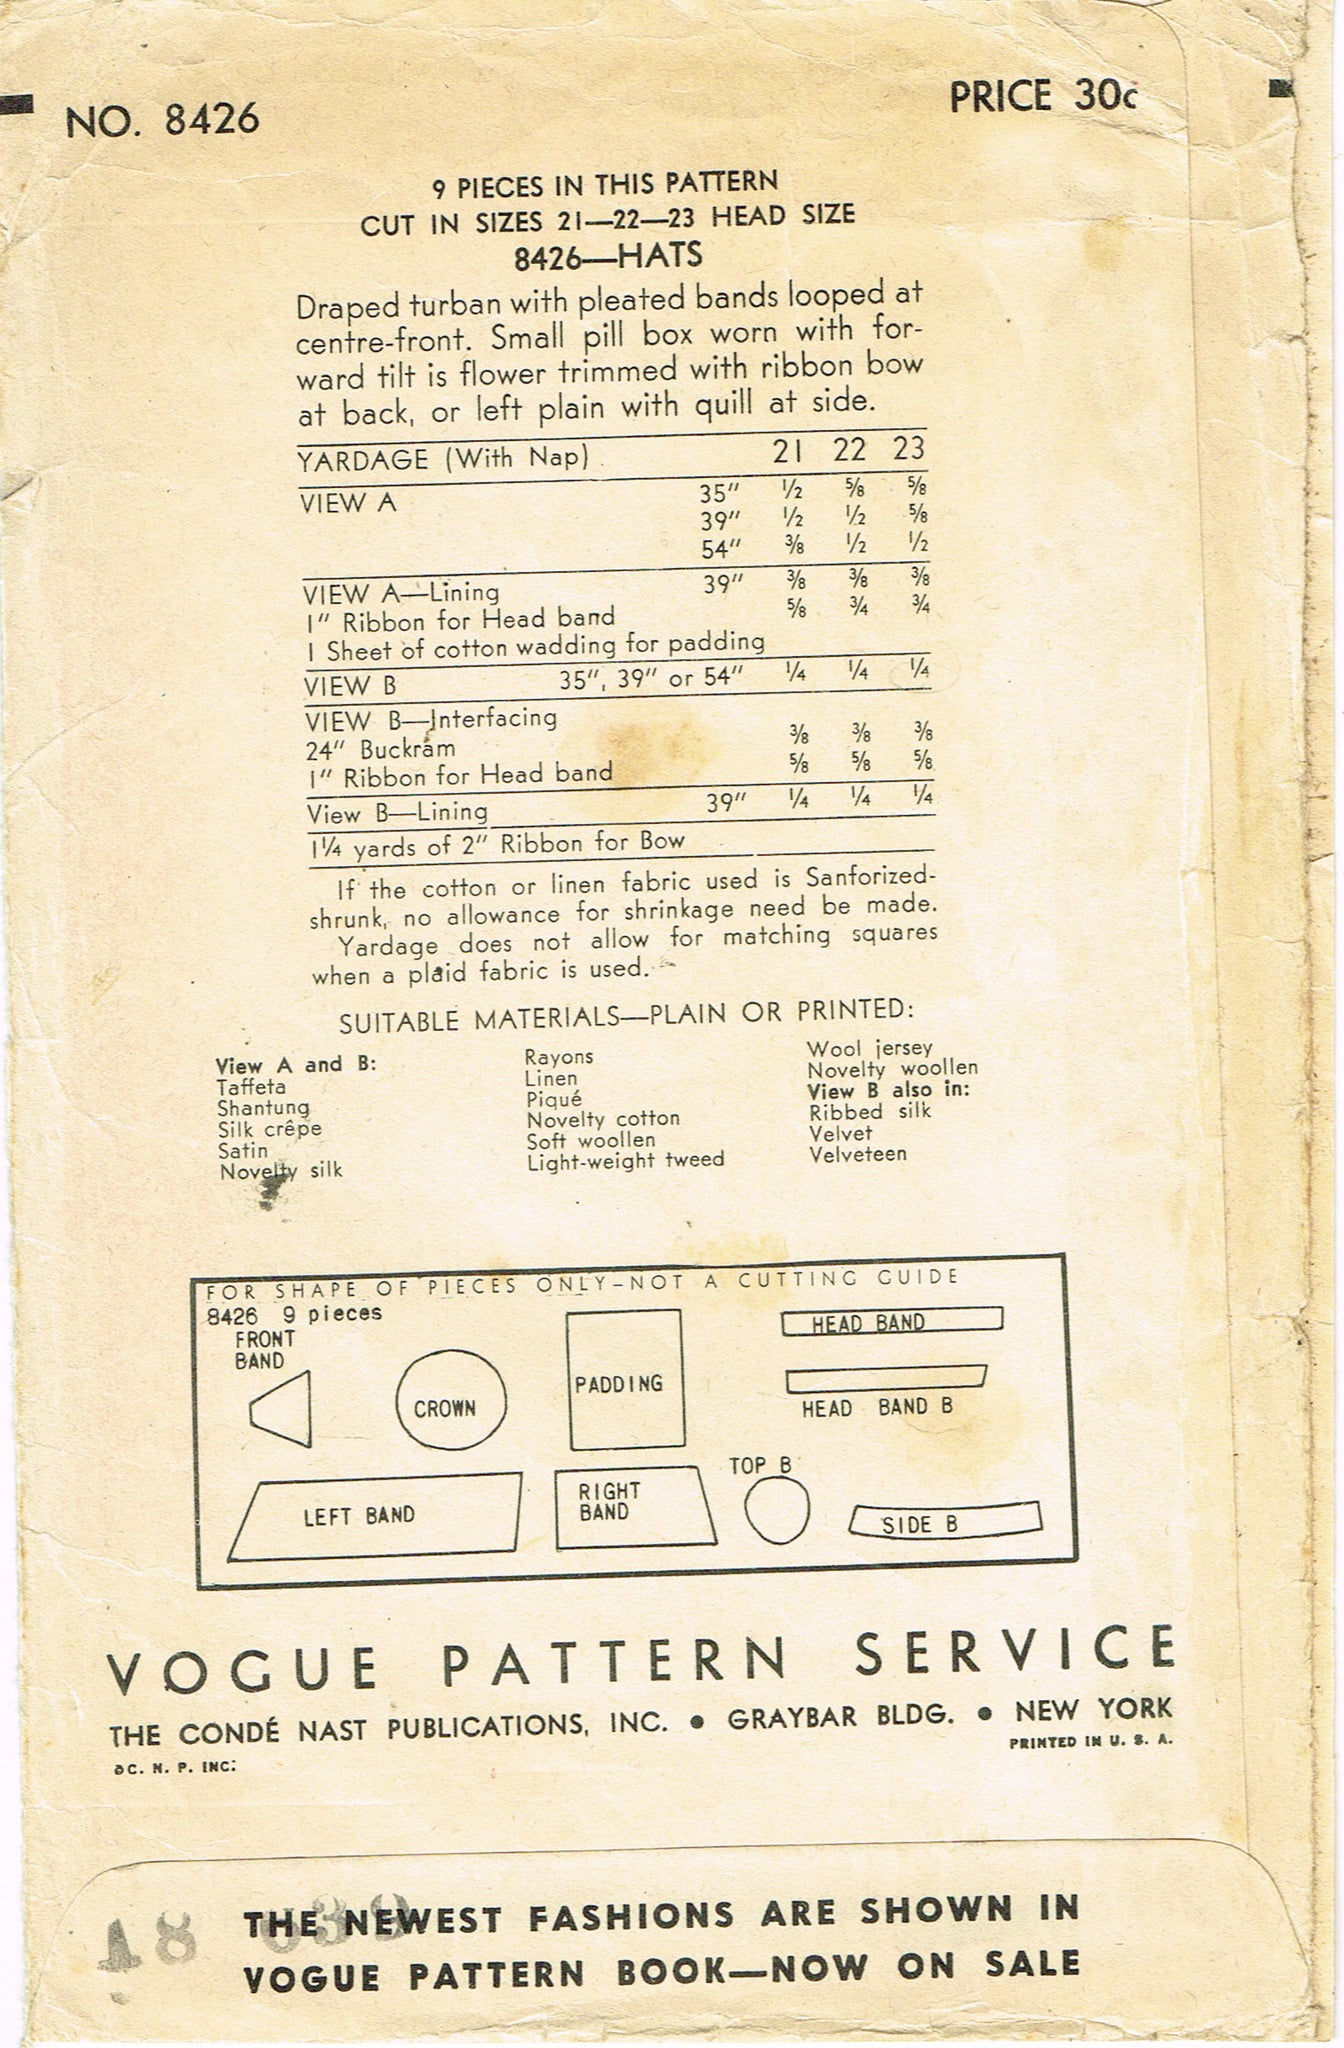 NO. 8426
PRICE 30c
9 PIECES IN THIS PATTERN
CUT IN SIZES 21—22—23 HEAD SIZE
8426—HATS
Draped turban with pleated bands looped at
centre-front. Small pill box worn with for-
ward tilt is flower trimmed with ribbon bow
at back, or left plain with quill at side.
YARDAGE (With Nap) 21 22 23
VIEW A 35" ½ ⅝ ⅝
39" ½ ½ ⅝
54" ⅜ ½ ½
VIEW A—Lining 39" ⅜ ⅜ ⅜
1" Ribbon for Head band ⅝ ¾ ¾
1 Sheet of cotton wadding for padding
VIEW B 35", 39" or 54" ¼ ¼ ¼
VIEW B—Interfacing
24" Buckram ⅜ ⅜ ⅜
1" Ribbon for Head band ⅝ ⅝ ⅝
View B—Lining 39" ¼ ¼ ¼
1¼ yards of 2" Ribbon for Bow
If the cotton or linen fabric used is Sanforized-
shrunk, no allowance for shrinkage need be made.
Yardage does not allow for matching squares
when a plaid fabric is used.
SUITABLE MATERIALS—PLAIN OR PRINTED:
View A and B:
Taffeta
Shantung
Silk crêpe
Satin
Novelty silk
Rayons
Linen
Piqué
Novelty cotton
Soft woollen
Light-weight tweed
Wool jersey
Novelty woollen
View B also in:
Ribbed silk
Velvet
Velveteen
FOR SHAPE OF PIECES ONLY—NOT A CUTTING GUIDE
8426 9 pieces
FRONT
BAND
CROWN
PADDING
HEAD BAND
HEAD BAND B
LEFT BAND
RIGHT
BAND
TOP B
SIDE B
VOGUE PATTERN SERVICE
THE CONDÉ NAST PUBLICATIONS, INC. • GRAYBAR BLDG. • NEW YORK
PRINTED IN U. S. A.
C. N. P. INC.
THE NEWEST FASHIONS ARE SHOWN IN
VOGUE PATTERN BOOK—NOW ON SALE